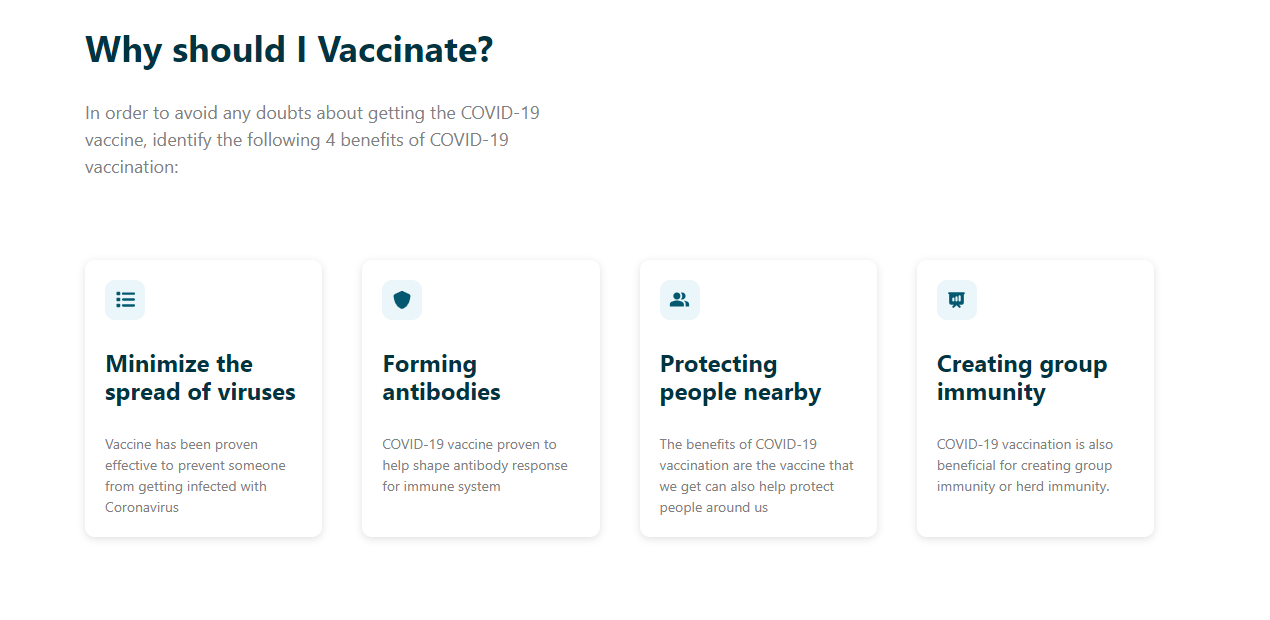 Why should I Vaccinate?
In order to avoid any doubts about getting the COVID-19
vaccine, identify the following 4 benefits of COVID-19
vaccination:
Minimize the
spread of viruses
Vaccine has been proven
effective to prevent someone
from getting infected with
Coronavirus
Forming
antibodies
COVID-19 vaccine proven to
help shape antibody response
for immune system
Protecting
people nearby
The benefits of COVID-19
vaccination are the vaccine that
we get can also help protect
people around us
Creating group
immunity
COVID-19 vaccination is also
beneficial for creating group
immunity or herd immunity.